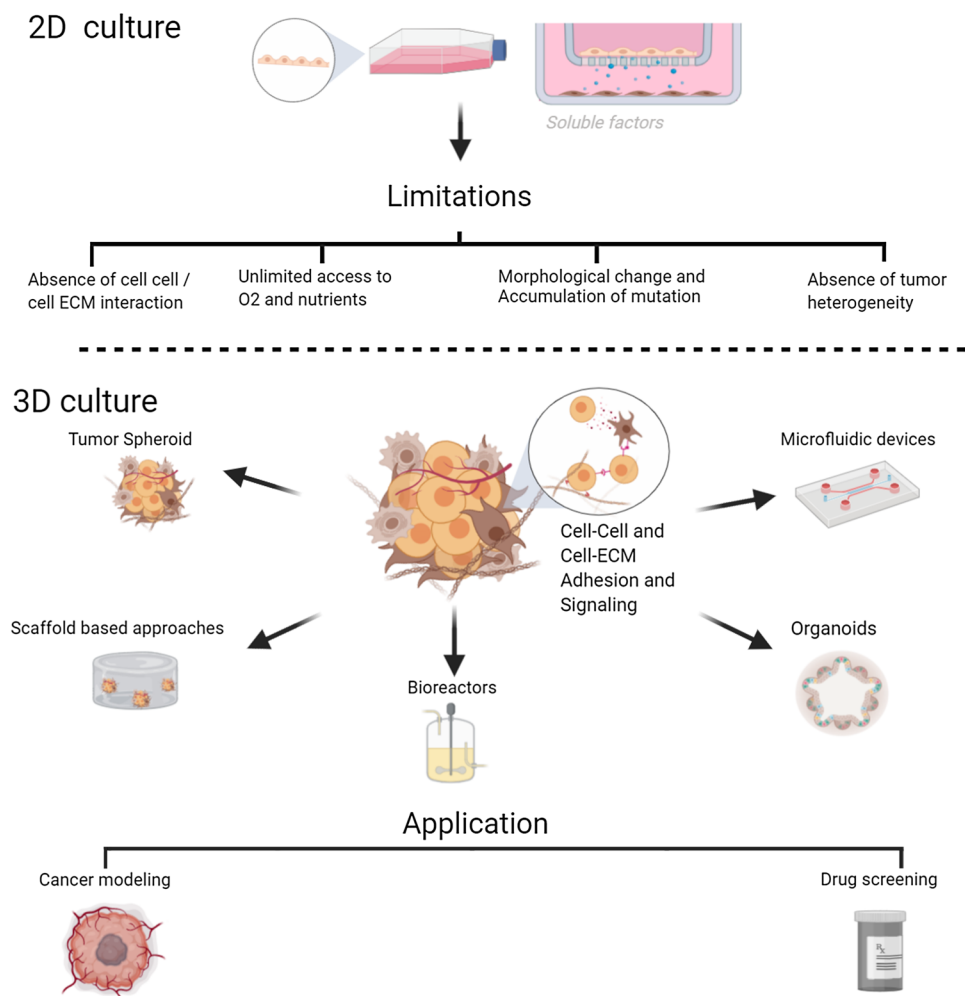 2D culture
Soluble factors
Limitations
Absence of cell cell /
cell ECM interaction
Unlimited access to
O2 and nutrients
Morphological change and
Accumulation of mutation
Absence of tumor
heterogeneity
3D culture
Tumor Spheroid
Microfluidic devices
Cell-Cell and
Cell-ECM
Adhesion and
Signaling
Scaffold based approaches
Organoids
Bioreactors
Application
Cancer modeling
Drug screening
Rx